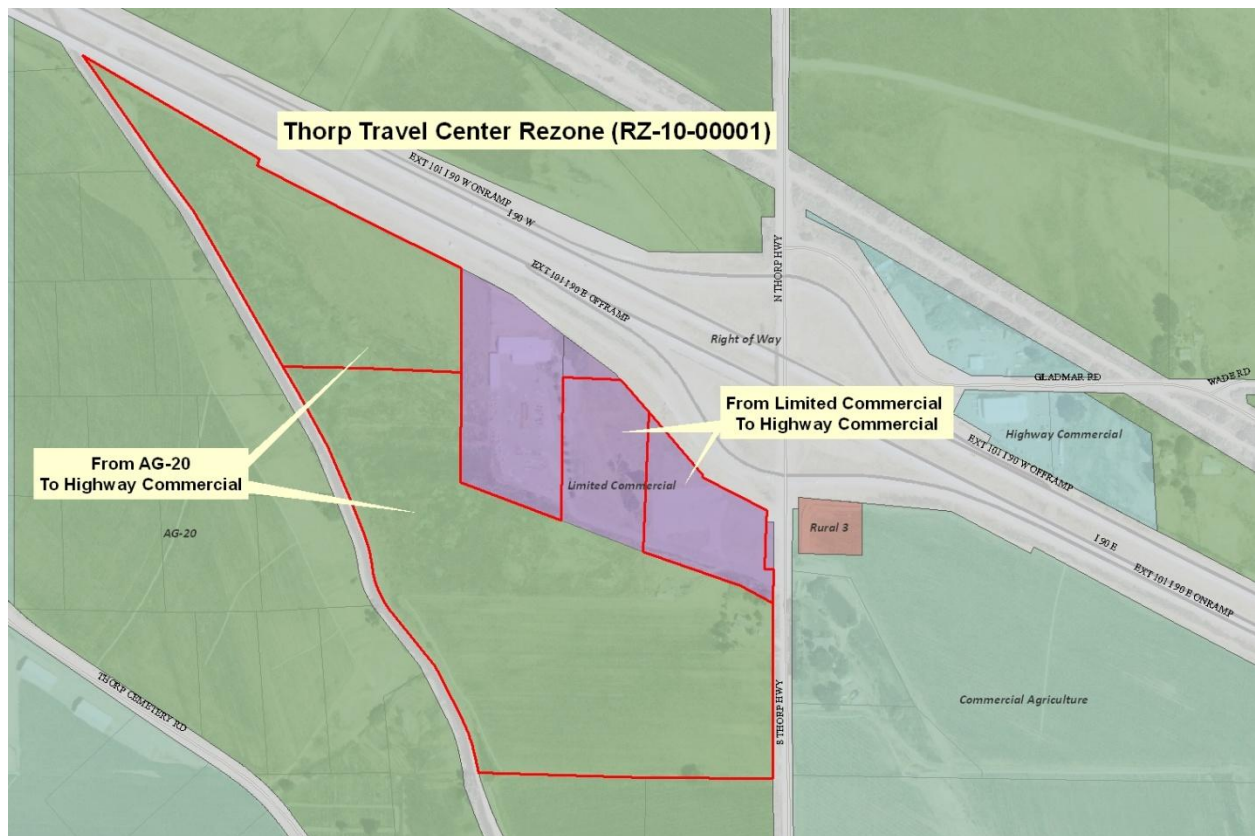 Thorp Travel Center Rezone (RZ-10-00001)
EXT 101 I 90 W ONRAMP
I 90 W
EXT 101 I 90 E OFFRAMP
N THORP HWY
Right of Way
GLADMAR RD
WADE RD
From Limited Commercial
To Highway Commercial
Highway Commercial
EXT 101 I 90 W OFFRAMP
From AG-20
To Highway Commercial
Limited Commercial
AG-20
Rural 3
I 90 E
EXT 101 I 90 E ONRAMP
THORP CEMETERY RD
S THORP HWY
Commercial Agriculture